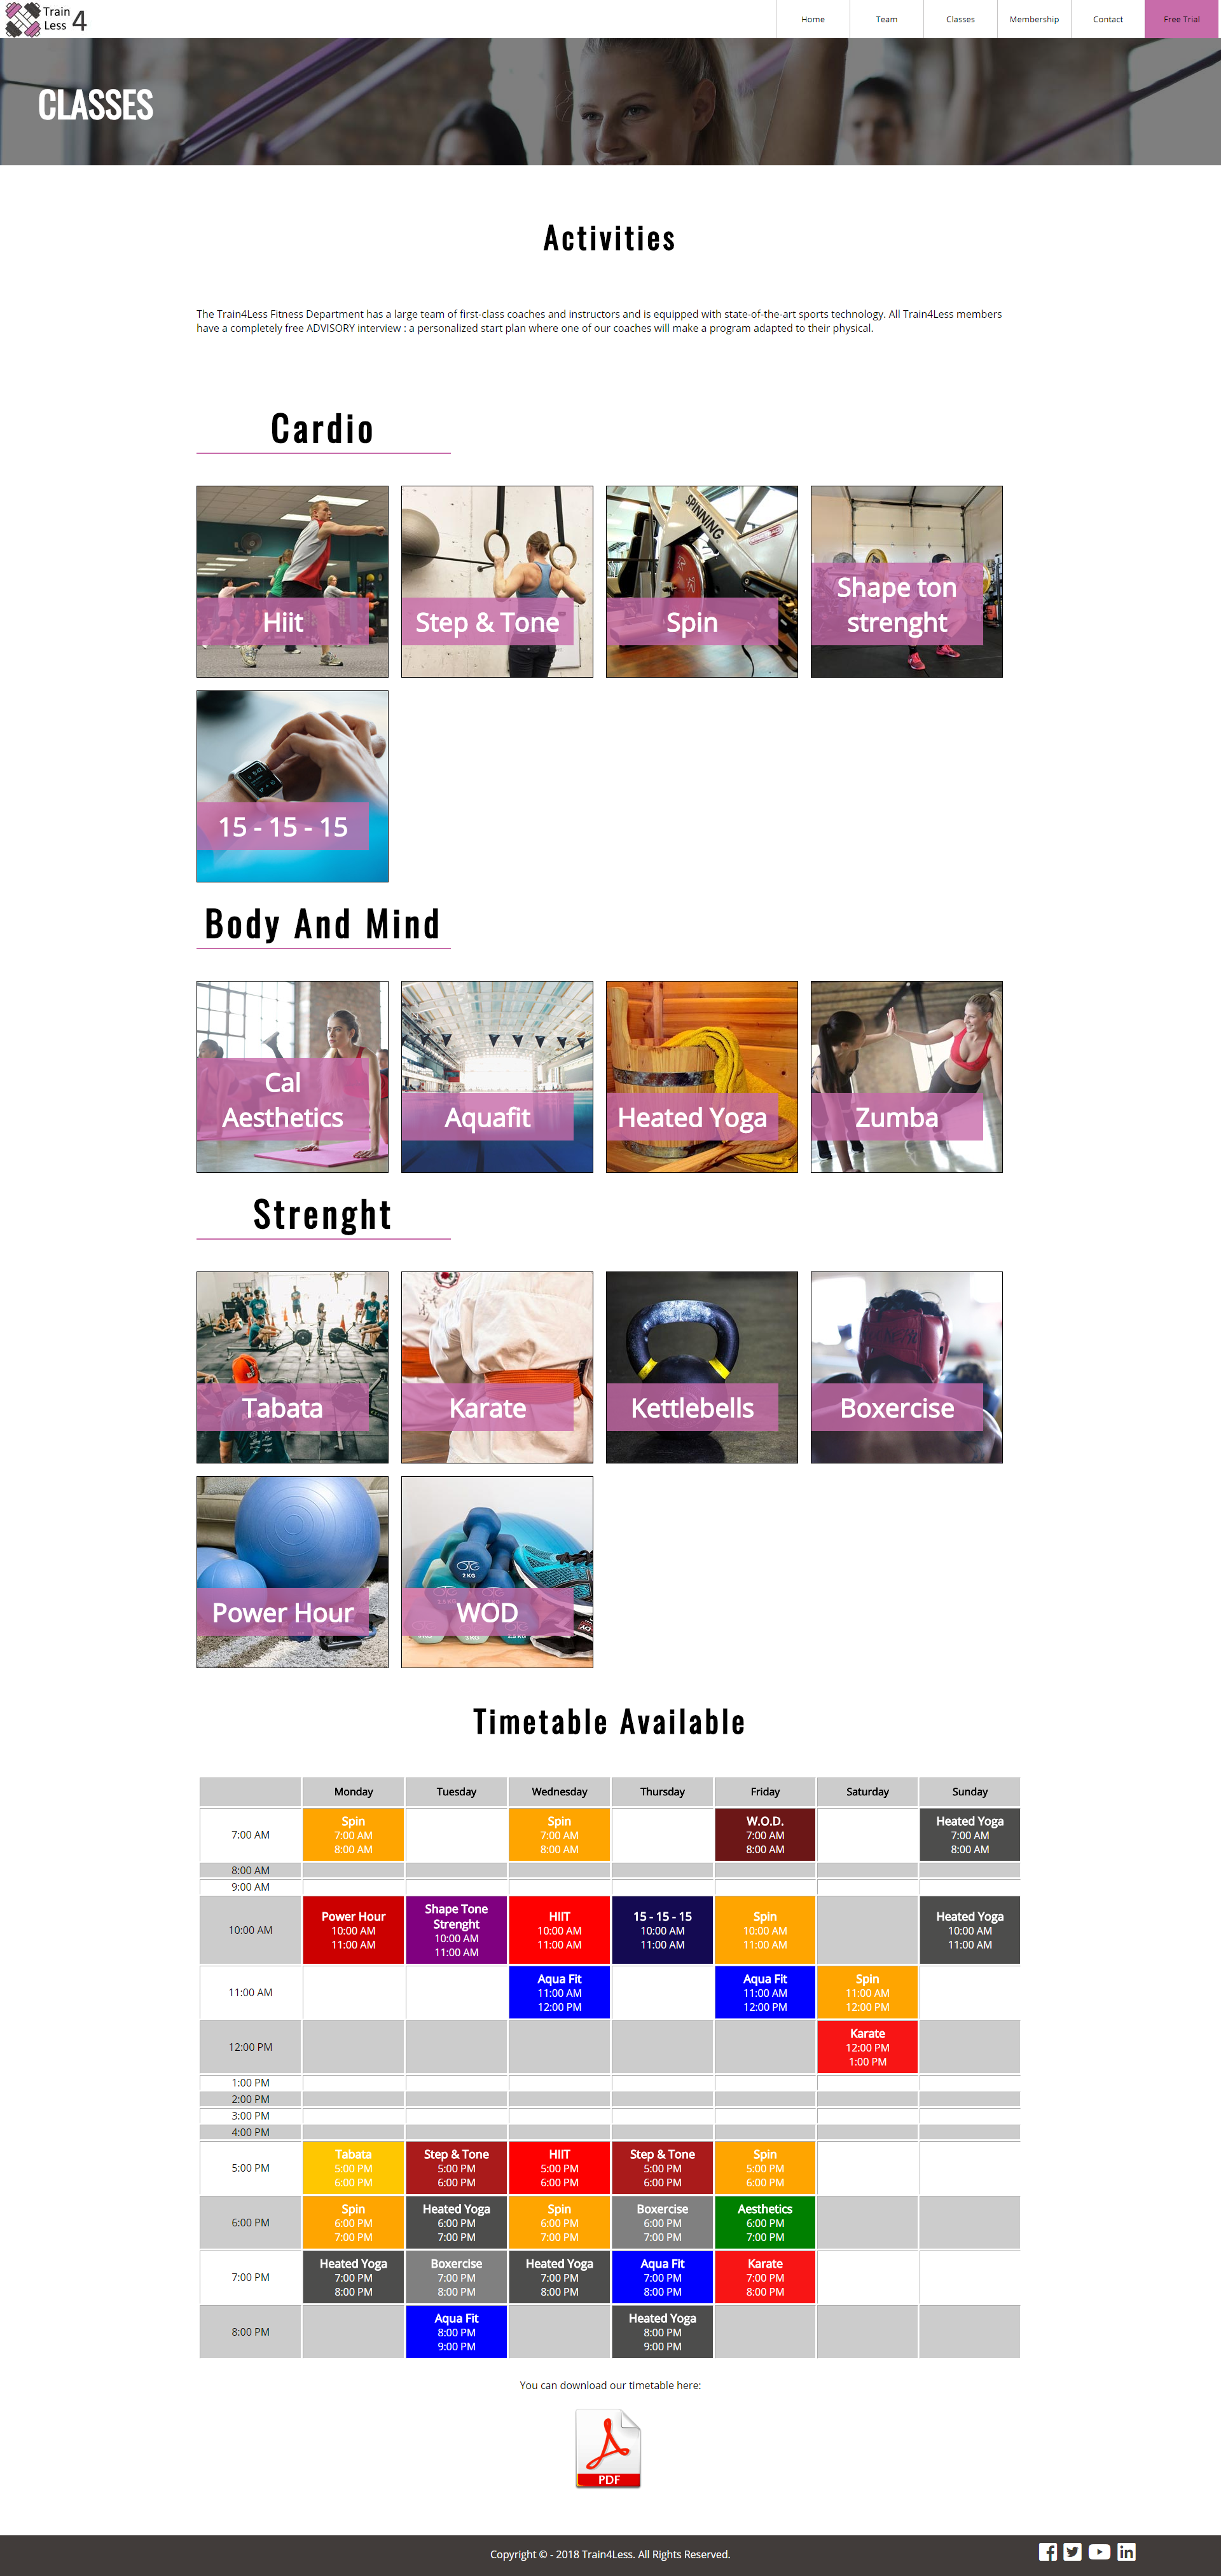 Train
Less 4
Home
Team
Classes
Membership
Contact
Free Trial
CLASSES
Activities
The Train4Less Fitness Department has a large team of first-class coaches and instructors and is equipped with state-of-the-art sports technology. All Train4Less members
have a completely free ADVISORY interview : a personalized start plan where one of our coaches will make a program adapted to their physical.
Cardio
SPINNING
Hiit
Step & Tone
Spin
Shape ton
strenght
15 - 15 - 15
Body And Mind
Cal
Aesthetics
Aquafit
Heated Yoga
Zumba
Strenght
Tabata
Karate
Kettlebells
Boxercise
Power Hour
2 KG
WOD
Timetable Available
Monday Tuesday Wednesday Thursday Friday Saturday Sunday
7:00 AM
Spin
7:00 AM
8:00 AM
Spin
7:00 AM
8:00 AM
W.O.D.
7:00 AM
8:00 AM
Heated Yoga
7:00 AM
8:00 AM
8:00 AM
9:00 AM
10:00 AM
Power Hour
10:00 AM
11:00 AM
Shape Tone
Strenght
10:00 AM
11:00 AM
HIIT
10:00 AM
11:00 AM
15 - 15 - 15
10:00 AM
11:00 AM
Spin
10:00 AM
11:00 AM
Heated Yoga
10:00 AM
11:00 AM
11:00 AM
Aqua Fit
11:00 AM
12:00 PM
Aqua Fit
11:00 AM
12:00 PM
Spin
11:00 AM
12:00 PM
12:00 PM
Karate
12:00 PM
1:00 PM
1:00 PM
2:00 PM
3:00 PM
4:00 PM
5:00 PM
Tabata
5:00 PM
6:00 PM
Step & Tone
5:00 PM
6:00 PM
HIIT
5:00 PM
6:00 PM
Step & Tone
5:00 PM
6:00 PM
Spin
5:00 PM
6:00 PM
6:00 PM
Spin
6:00 PM
7:00 PM
Heated Yoga
6:00 PM
7:00 PM
Spin
6:00 PM
7:00 PM
Boxercise
6:00 PM
7:00 PM
Aesthetics
6:00 PM
7:00 PM
7:00 PM
Heated Yoga
7:00 PM
8:00 PM
Boxercise
7:00 PM
8:00 PM
Heated Yoga
7:00 PM
8:00 PM
Aqua Fit
7:00 PM
8:00 PM
Karate
7:00 PM
8:00 PM
8:00 PM
Aqua Fit
8:00 PM
9:00 PM
Heated Yoga
8:00 PM
9:00 PM
You can download our timetable here:
PDF
Copyright © - 2018 Train4Less. All Rights Reserved.